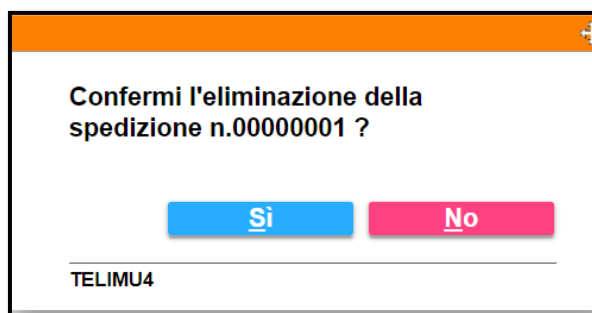 Confermi l'eliminazione della
spedizione n.00000001 ?
Sì No
TELIMU4